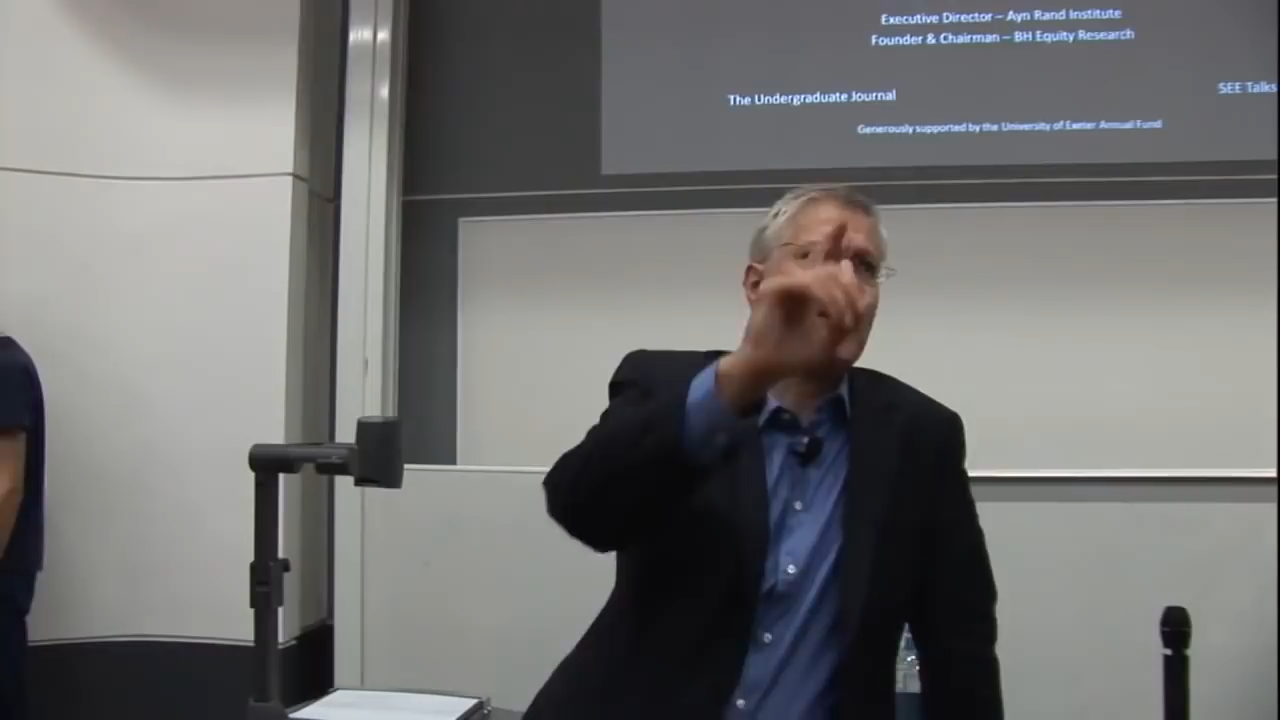 Executive Director – Ayn Rand Institute
Founder & Chairman – BH Equity Research
The Undergraduate Journal
SEE Talks
Generously supported by the University of Exeter Annual Fund